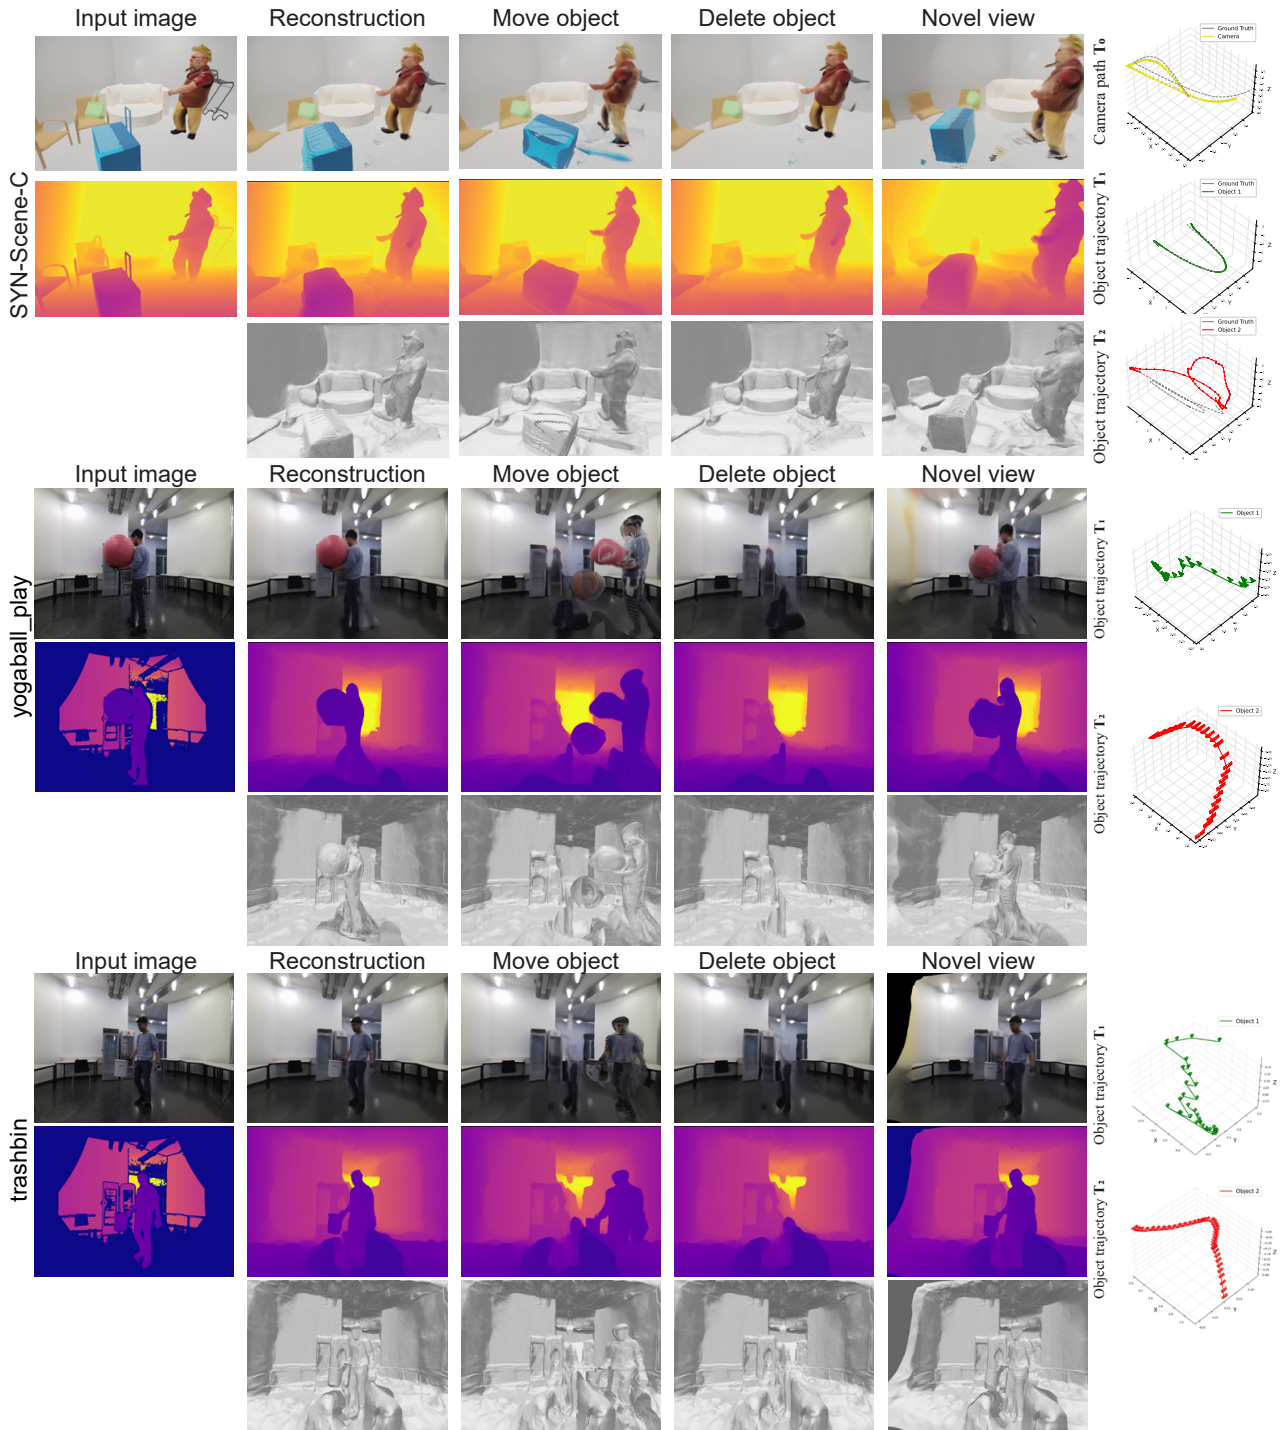 Input image
Reconstruction
Move object
Delete object
Novel view
SYN-Scene-C
Camera path T₀
Ground Truth
Camera
X
Y
Z
Object trajectory T₁
Ground Truth
Object 1
X
Y
Z
Object trajectory T₂
Ground Truth
Object 2
X
Y
Z
Input image
Reconstruction
Move object
Delete object
Novel view
yogaball_play
Object trajectory T₁
Object 1
X
Y
Z
Object trajectory T₂
Object 2
X
Y
Z
Input image
Reconstruction
Move object
Delete object
Novel view
trashbin
Object trajectory T₁
Object 1
X
Y
Z
Object trajectory T₂
Object 2
X
Y
Z